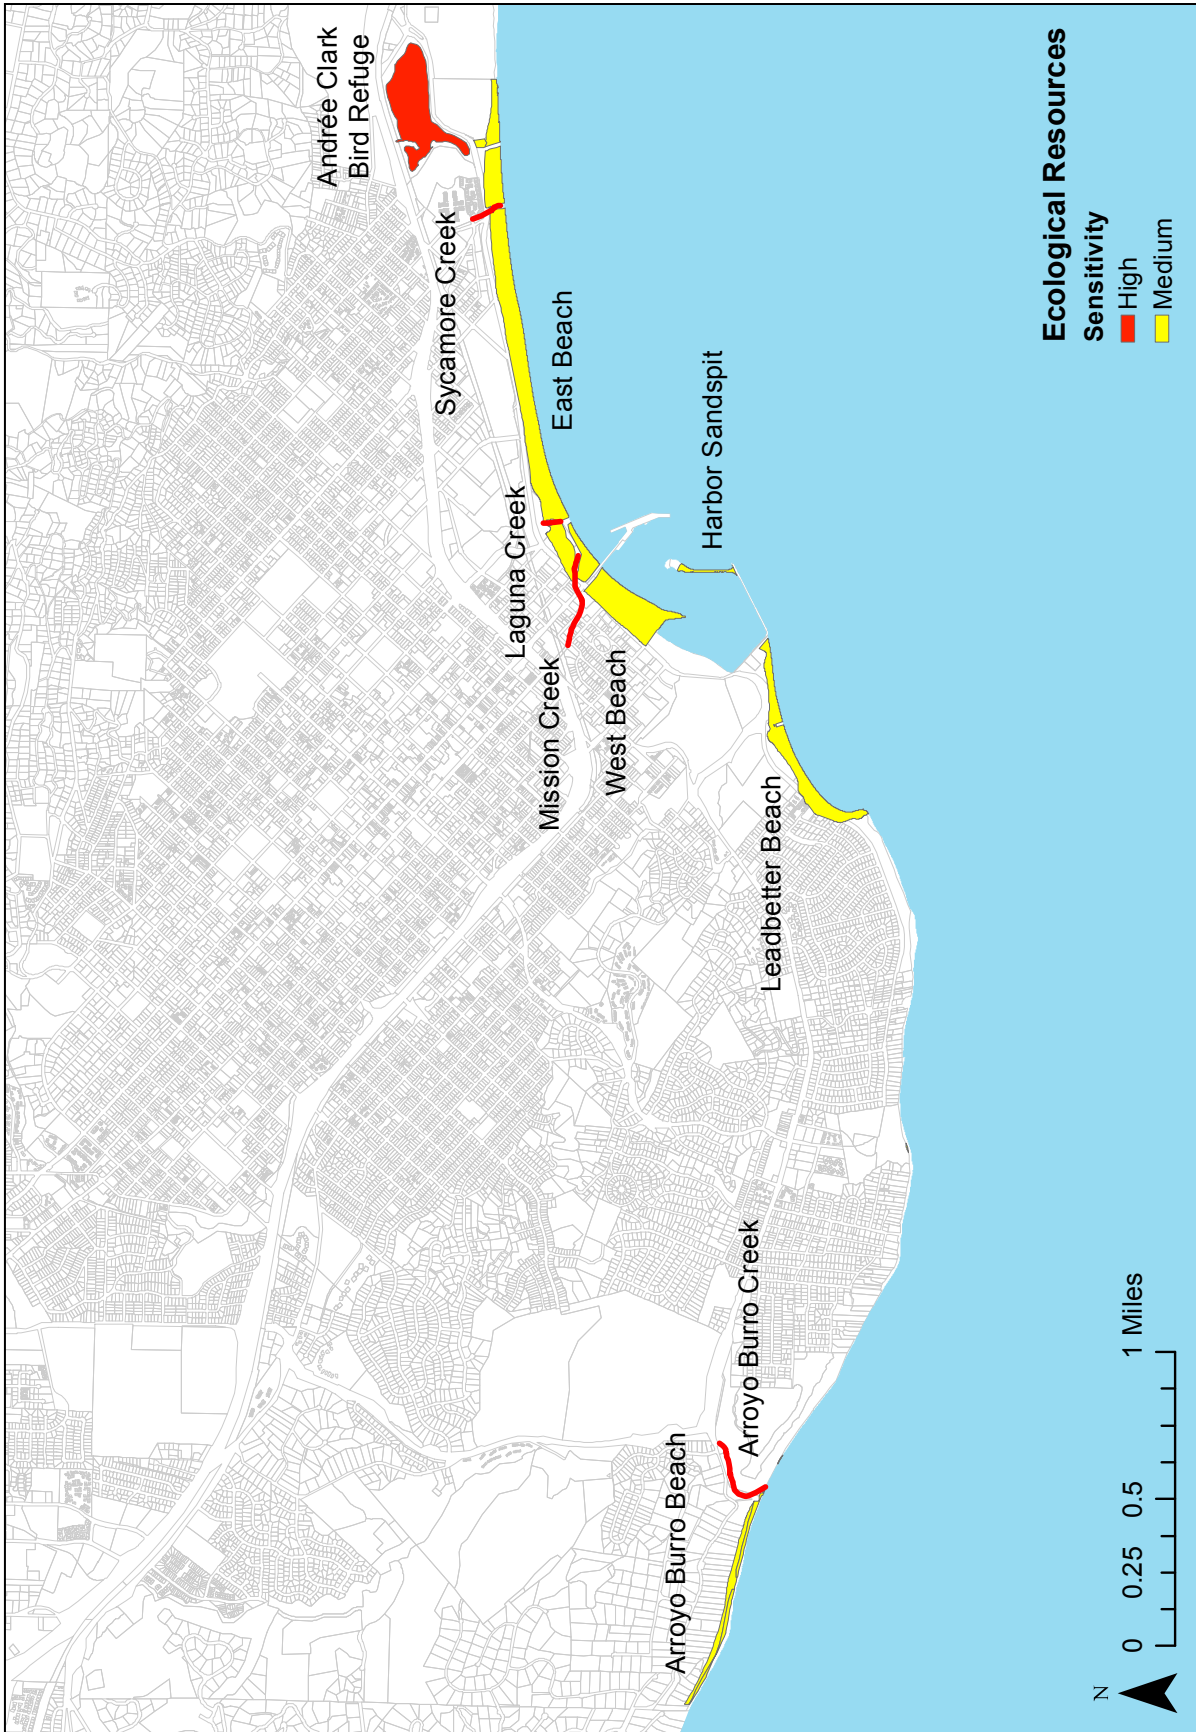 Andrée Clark
Bird Refuge
Sycamore Creek
East Beach
Laguna Creek
Harbor Sandspit
Mission Creek
West Beach
Leadbetter Beach
Arroyo Burro Creek
Arroyo Burro Beach
Ecological Resources
Sensitivity
High
Medium
N
0 0.25 0.5 1 Miles